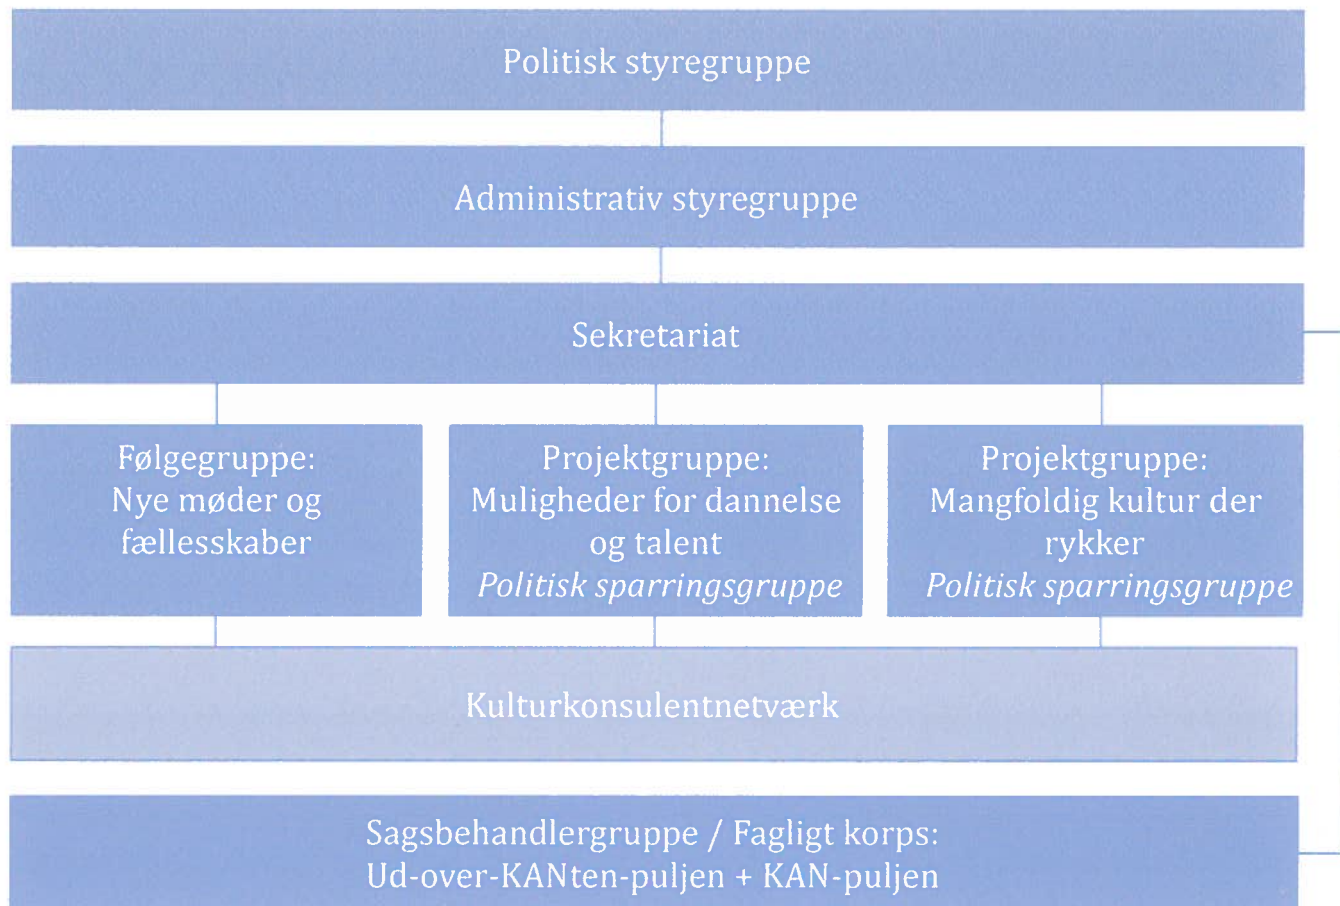 Politisk styregruppe
Administrativ styregruppe
Sekretariat
Følgegruppe:
Nye møder og
fællesskaber
Projektgruppe:
Muligheder for dannelse
og talent
Politisk sparringsgruppe
Projektgruppe:
Mangfoldig kultur der
rykker
Politisk sparringsgruppe
Kulturkonsulentnetværk
Sagsbehandlergruppe / Fagligt korps:
Ud-over-KANten-puljen + KAN-puljen